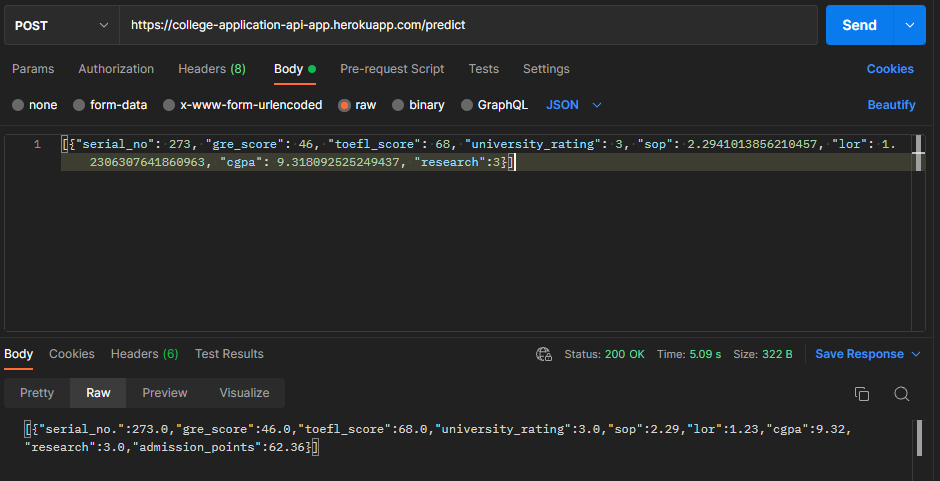 POST https://college-application-api-app.herokuapp.com/predict Send
Params Authorization Headers (8) Body Pre-request Script Tests Settings Cookies
none form-data x-www-form-urlencoded raw binary GraphQL JSON Beautify
1 [{"serial_no": 273, "gre_score": 46, "toefl_score": 68, "university_rating": 3, "sop": 2.2941013856210457, "lor": 1.
2306307641860963, "cgpa": 9.318092525249437, "research":3}]
Body Cookies Headers (6) Test Results Status: 200 OK Time: 5.09 s Size: 322 B Save Response
Pretty Raw Preview Visualize
[{"serial_no.":273.0,"gre_score":46.0,"toefl_score":68.0,"university_rating":3.0,"sop":2.29,"lor":1.23,"cgpa":9.32,
"research":3.0,"admission_points":62.36}]